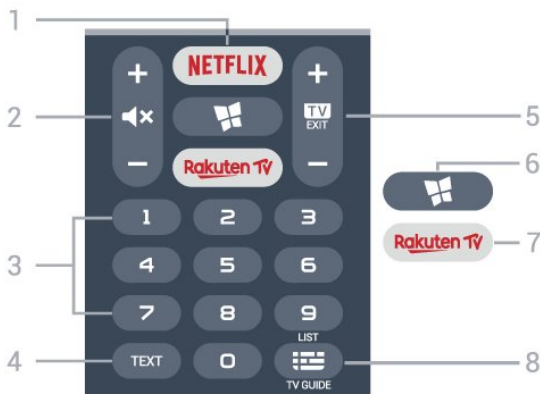 1
NETFLIX
+ +
2
TV
EXIT
5
- -
6
Rakuten TV
Rakuten TV
7
1 2 3
3
4 5 6
7 8 9
LIST
4
TEXT 0
8
TV GUIDE